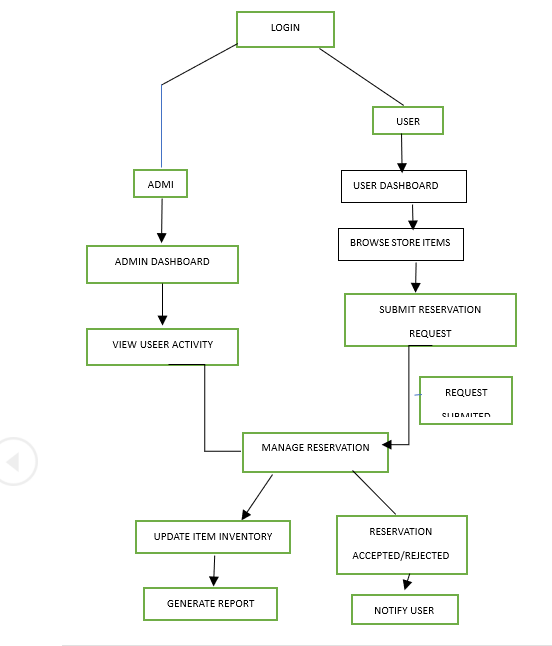 LOGIN
USER
ADMI
USER DASHBOARD
BROWSE STORE ITEMS
ADMIN DASHBOARD
SUBMIT RESERVATION
REQUEST
VIEW USEER ACTIVITY
REQUEST
SUBMITED
MANAGE RESERVATION
UPDATE ITEM INVENTORY
RESERVATION
ACCEPTED/REJECTED
GENERATE REPORT
NOTIFY USER